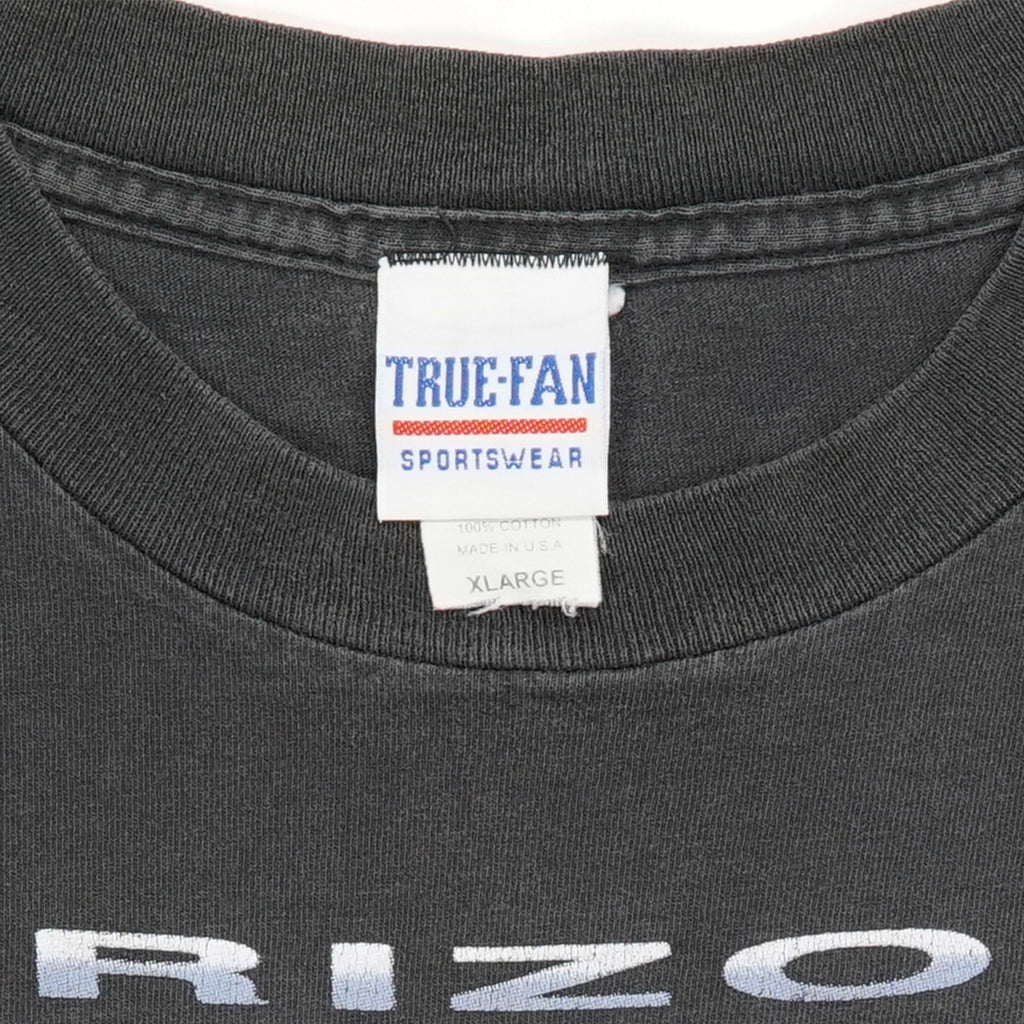 TRUE-FAN
SPORTSWEAR
100% COTTON
MADE IN U.S.A
XLARGE
RIZO